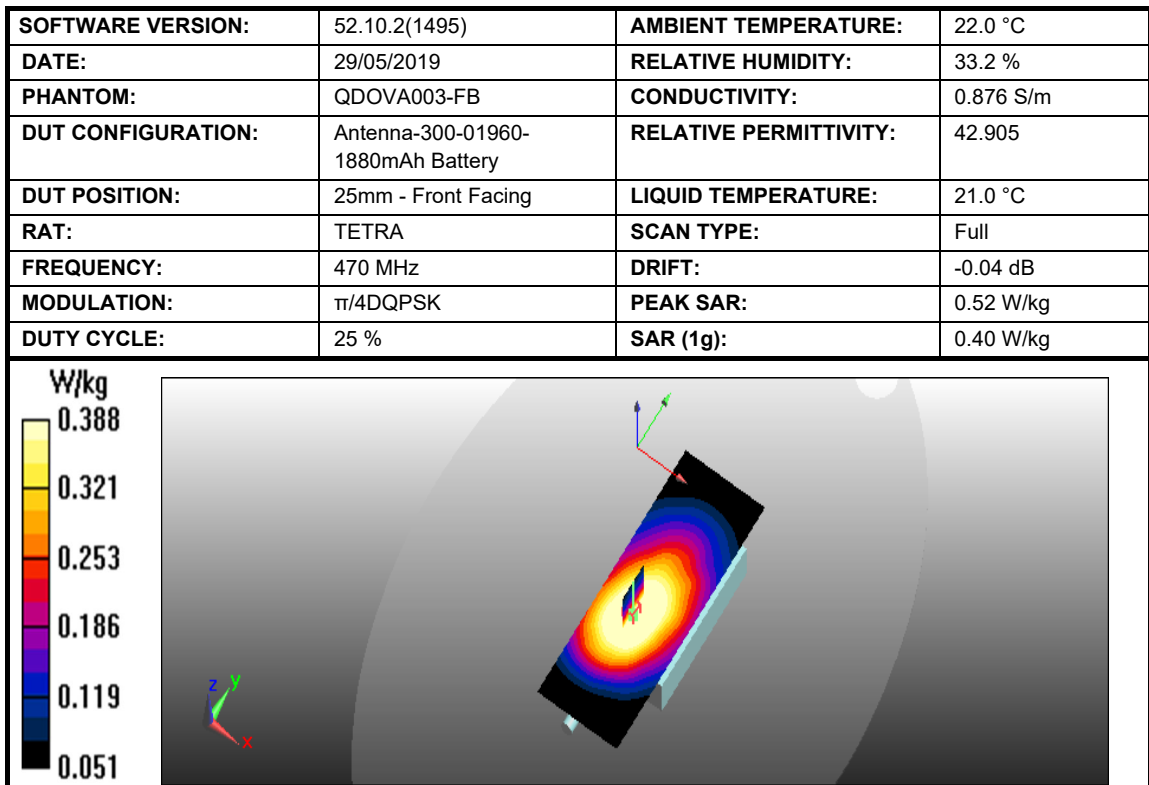 SOFTWARE VERSION: 52.10.2(1495) AMBIENT TEMPERATURE: 22.0 °C
DATE: 29/05/2019 RELATIVE HUMIDITY: 33.2 %
PHANTOM: QDOVA003-FB CONDUCTIVITY: 0.876 S/m
DUT CONFIGURATION: Antenna-300-01960- RELATIVE PERMITTIVITY: 42.905
1880mAh Battery
DUT POSITION: 25mm - Front Facing LIQUID TEMPERATURE: 21.0 °C
RAT: TETRA SCAN TYPE: Full
FREQUENCY: 470 MHz DRIFT: -0.04 dB
MODULATION: π/4DQPSK PEAK SAR: 0.52 W/kg
DUTY CYCLE: 25 % SAR (1g): 0.40 W/kg
W/kg
0.388
0.321
0.253
0.186
0.119
0.051
z y
x